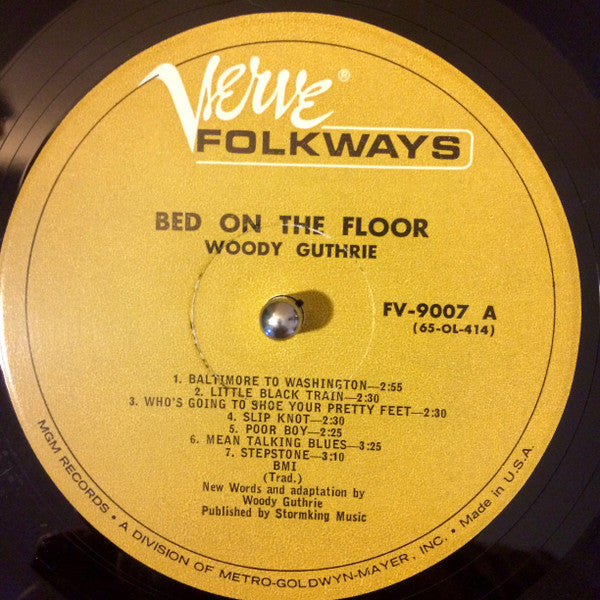 Verve®
FOLKWAYS
BED ON THE FLOOR
WOODY GUTHRIE
FV-9007 A
(65-OL-414)
1. BALTIMORE TO WASHINGTON—2:55
2. LITTLE BLACK TRAIN—2:30
3. WHO'S GOING TO SHOE YOUR PRETTY FEET—2:30
4. SLIP KNOT—2:30
5. POOR BOY—2:25
6. MEAN TALKING BLUES—3:25
7. STEPSTONE—3:10
BMI
(Trad.)
New Words and adaptation by
Woody Guthrie
Published by Stormking Music
MGM RECORDS • A DIVISION OF METRO-GOLDWYN-MAYER, INC. • Made in U.S.A.